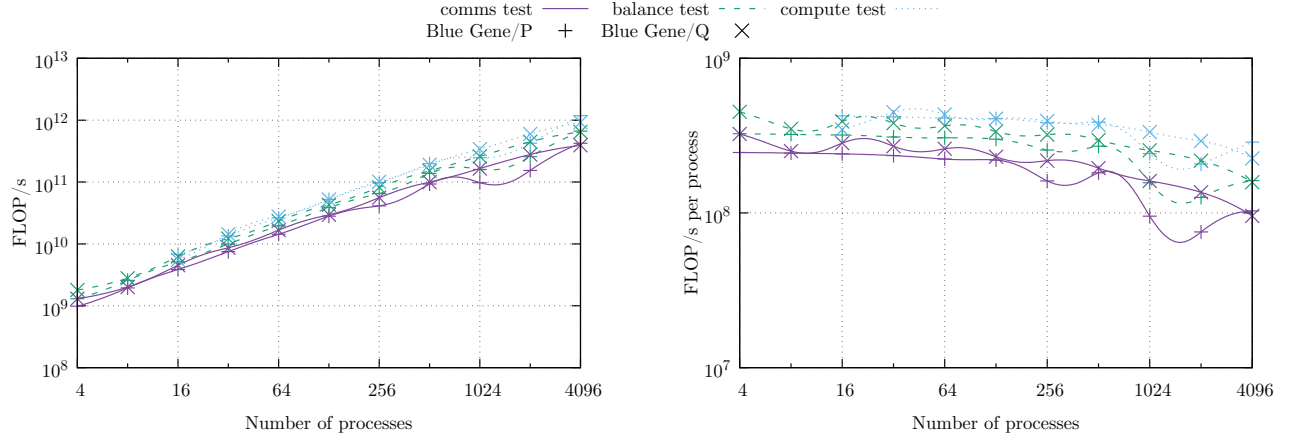 comms test balance test compute test
Blue Gene/P Blue Gene/Q
FLOP/s
10^13
10^12
10^11
10^10
10^9
10^8
4 16 64 256 1024 4096
Number of processes
FLOP/s per process
10^9
10^8
10^7
4 16 64 256 1024 4096
Number of processes